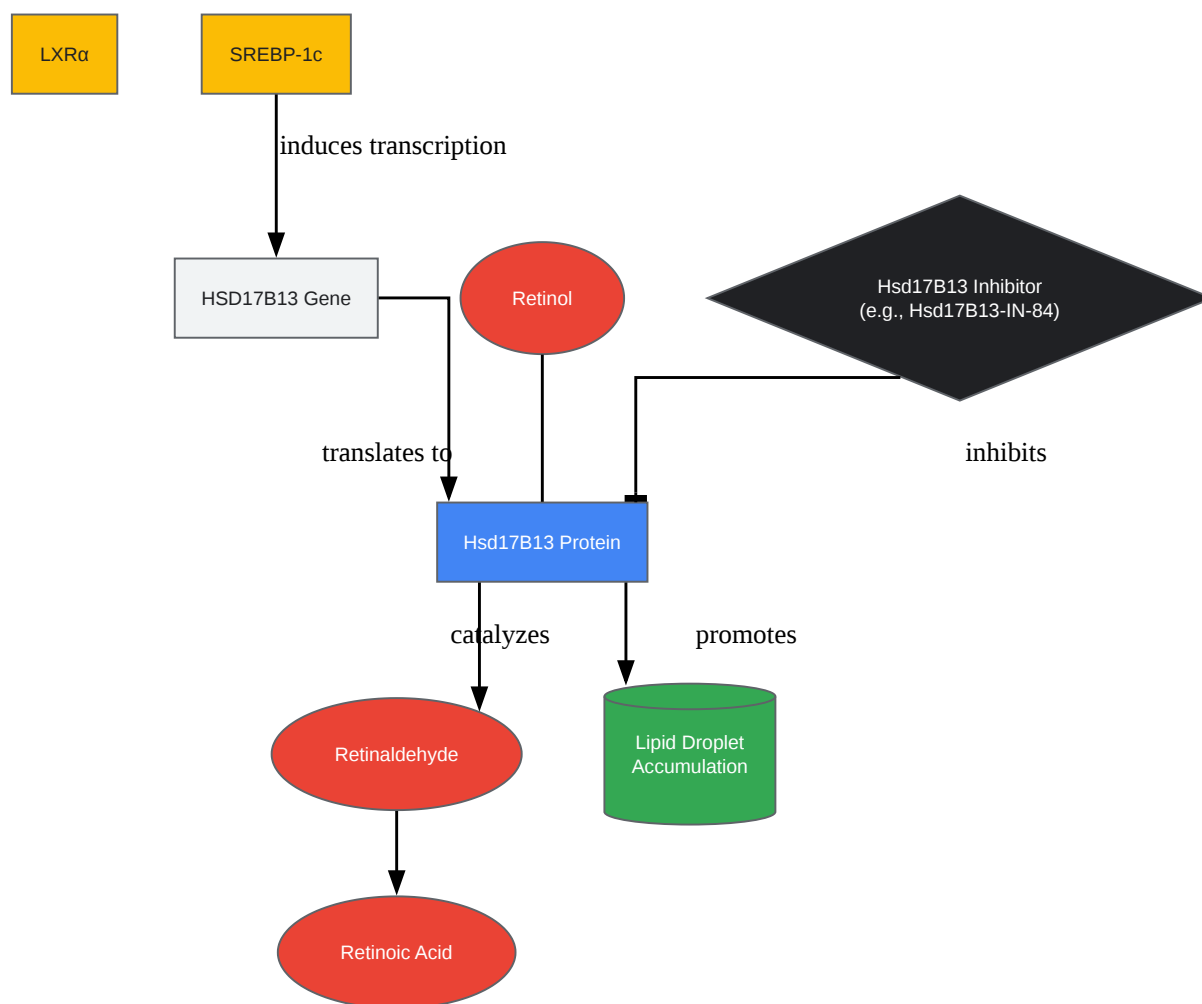 LXRα
SREBP-1c
induces transcription
HSD17B13 Gene
Retinol
Hsd17B13 Inhibitor
(e.g., Hsd17B13-IN-84)
translates to
inhibits
Hsd17B13 Protein
catalyzes
promotes
Retinaldehyde
Lipid Droplet
Accumulation
Retinoic Acid